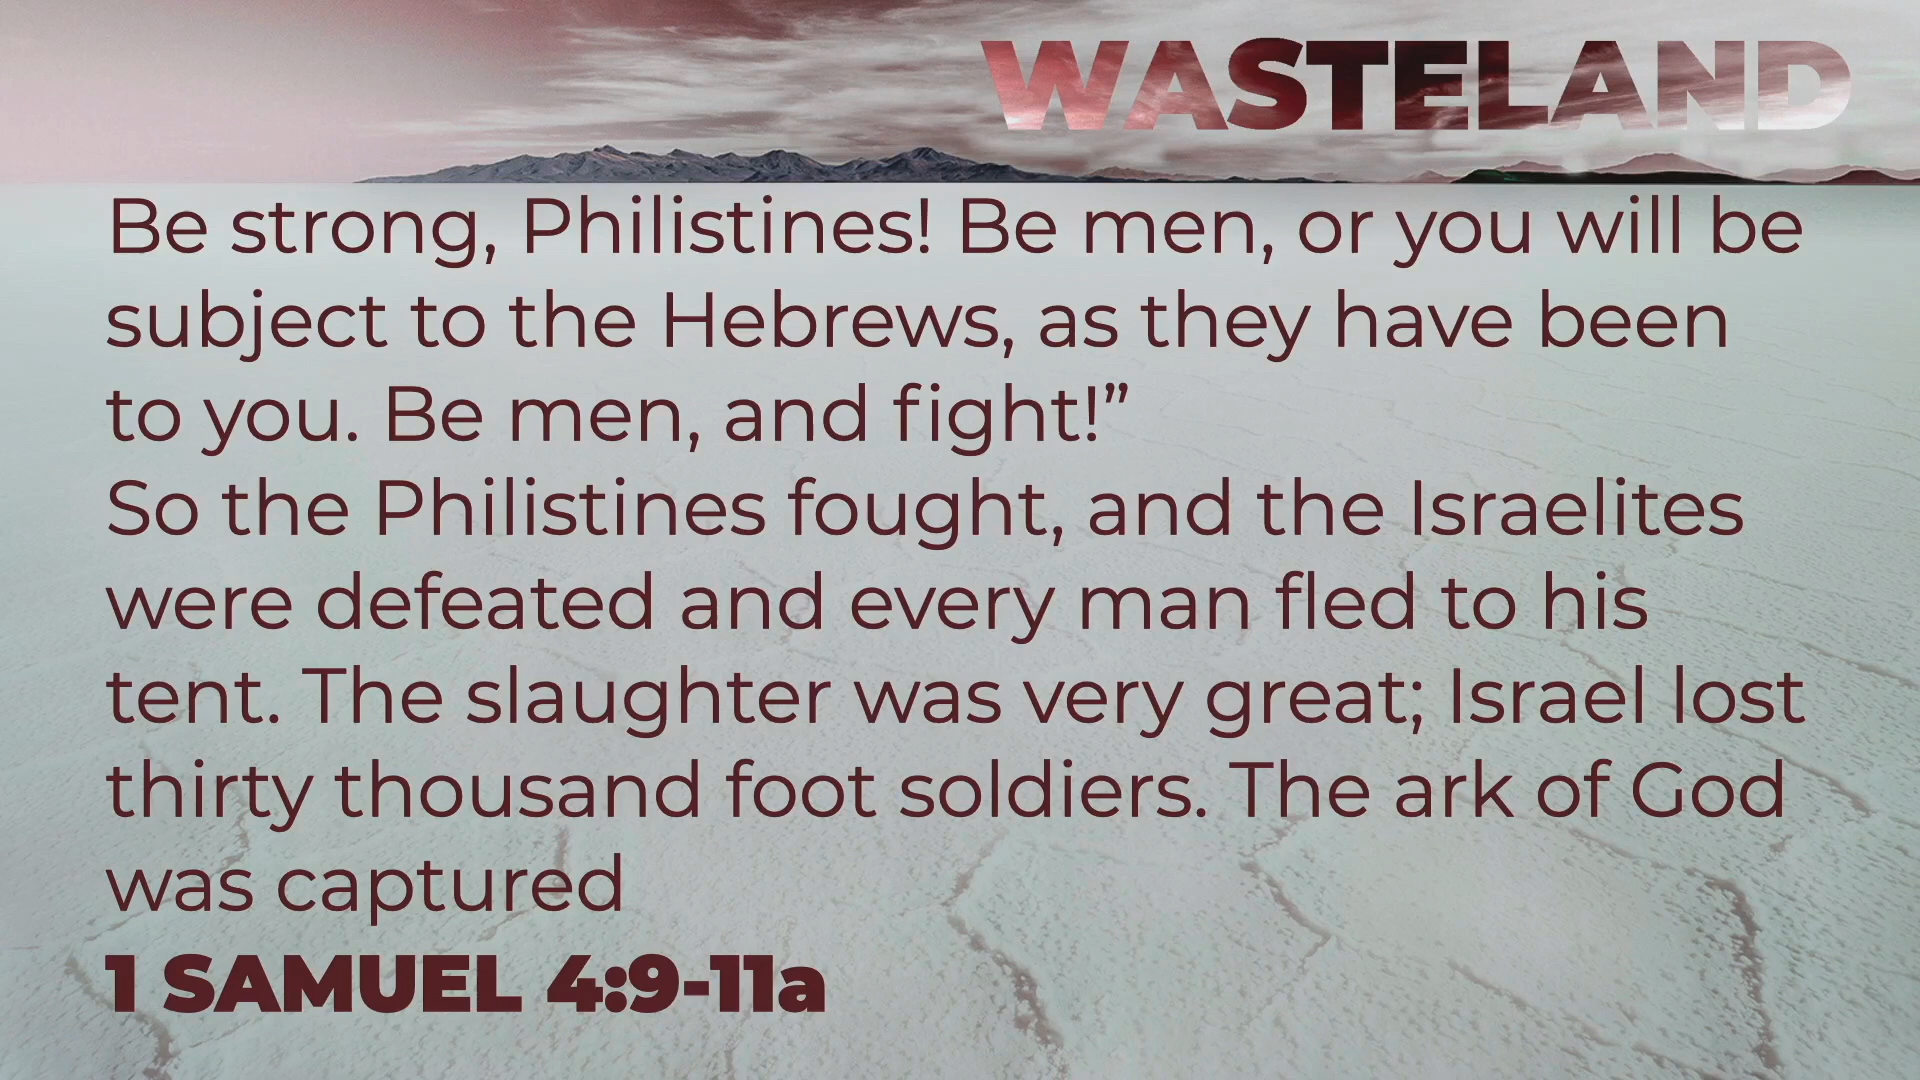 WASTELAND
Be strong, Philistines! Be men, or you will be
subject to the Hebrews, as they have been
to you. Be men, and fight!”
So the Philistines fought, and the Israelites
were defeated and every man fled to his
tent. The slaughter was very great; Israel lost
thirty thousand foot soldiers. The ark of God
was captured
1 SAMUEL 4:9-11a